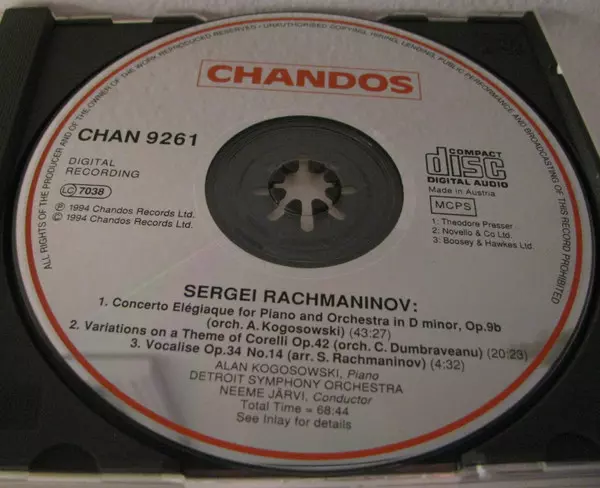 ALL RIGHTS OF THE PRODUCER AND OF THE OWNER OF THE WORK REPRODUCED RESERVED · UNAUTHORISED COPYING, HIRING, LENDING, PUBLIC PERFORMANCE AND BROADCASTING OF THIS RECORD PROHIBITED
CHANDOS
CHAN 9261
DIGITAL
RECORDING
LC 7038
℗ 1994 Chandos Records Ltd.
© 1994 Chandos Records Ltd.
COMPACT
disc
DIGITAL AUDIO
Made in Austria
MCPS
1: Theodore Presser
2: Novello & Co Ltd.
3: Boosey & Hawkes Ltd.
SERGEI RACHMANINOV:
1. Concerto Elégiaque for Piano and Orchestra in D minor, Op.9b
(orch. A. Kogosowski) (43:27)
2. Variations on a Theme of Corelli Op.42 (orch. C. Dumbraveanu) (20:23)
3. Vocalise Op.34 No.14 (arr. S. Rachmaninov) (4:32)
ALAN KOGOSOWSKI, Piano
DETROIT SYMPHONY ORCHESTRA
NEEME JÄRVI, Conductor
Total Time = 68:44
See Inlay for details